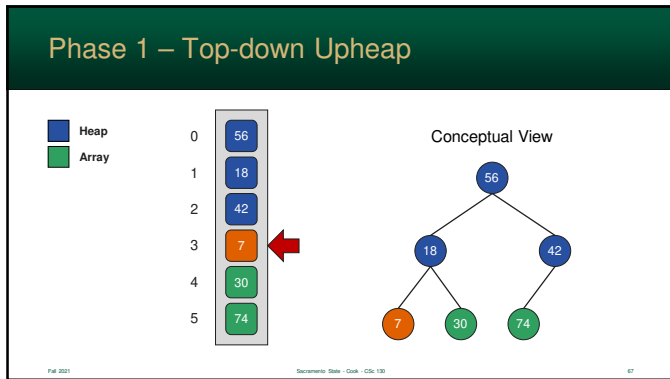 Phase 1 – Top-down Upheap
Heap
Array
0 56
1 18
2 42
3 7
4 30
5 74
Conceptual View
56
18 42
7 30 74
Fall 2021 Sacramento State - Cook - CSc 130 67